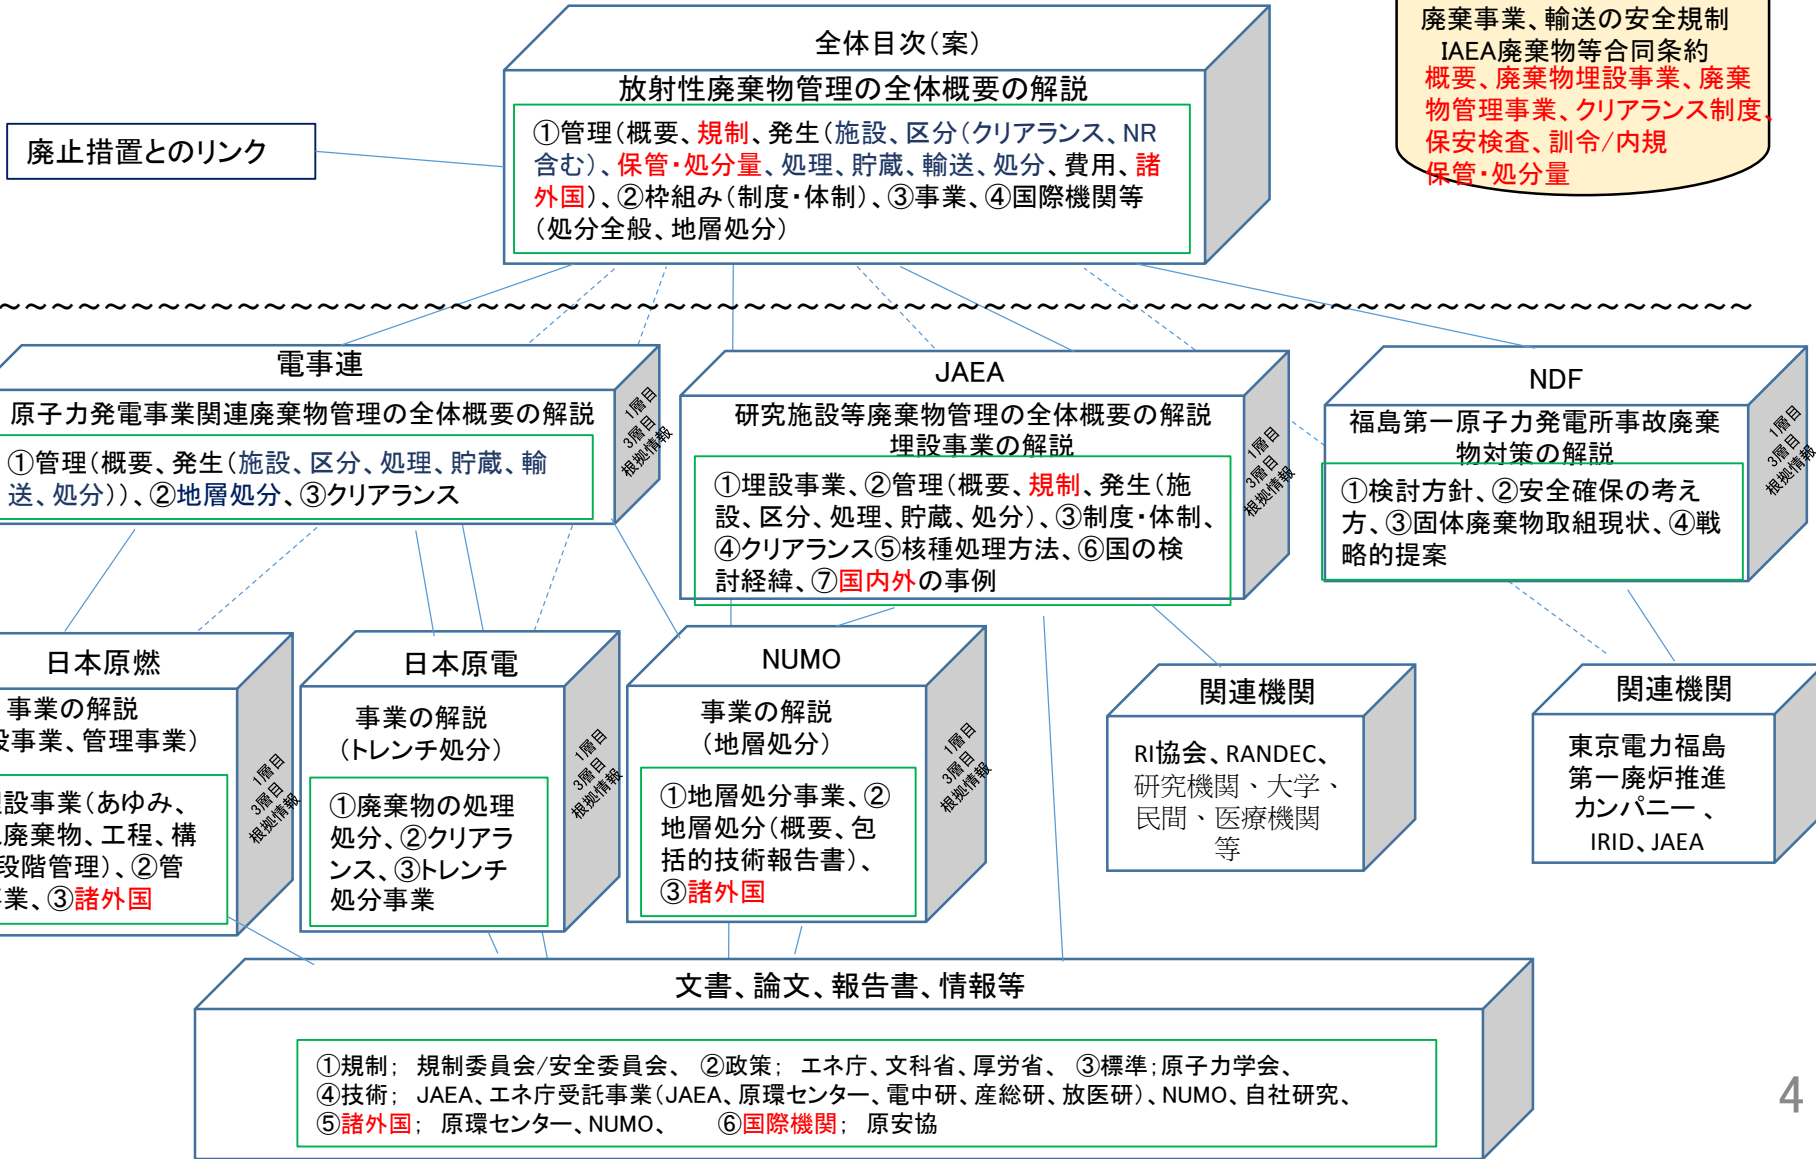 廃棄事業、輸送の安全規制
IAEA廃棄物等合同条約
概要、廃棄物埋設事業、廃棄
物管理事業、クリアランス制度、
保安検査、訓令/内規
保管・処分量
全体目次(案)
放射性廃棄物管理の全体概要の解説
①管理(概要、規制、発生(施設、区分(クリアランス、NR
含む)、保管・処分量、処理、貯蔵、輸送、処分、費用、諸
外国)、②枠組み(制度・体制)、③事業、④国際機関等
(処分全般、地層処分)
廃止措置とのリンク
電事連
原子力発電事業関連廃棄物管理の全体概要の解説
①管理(概要、発生(施設、区分、処理、貯蔵、輸
送、処分))、②地層処分、③クリアランス
1層目
3層目
根拠情報
JAEA
研究施設等廃棄物管理の全体概要の解説
埋設事業の解説
①埋設事業、②管理(概要、規制、発生(施
設、区分、処理、貯蔵、処分)、③制度・体制、
④クリアランス⑤核種処理方法、⑥国の検
討経緯、⑦国内外の事例
1層目
3層目
根拠情報
NDF
福島第一原子力発電所事故廃棄
物対策の解説
①検討方針、②安全確保の考え
方、③固体廃棄物取組現状、④戦
略的提案
1層目
3層目
根拠情報
日本原燃
事業の解説
設事業、管理事業)
設事業(あゆみ、
廃棄物、工程、構
段階管理)、②管
業、③諸外国
1層目
3層目
根拠情報
日本原電
事業の解説
(トレンチ処分)
①廃棄物の処理
処分、②クリアラ
ンス、③トレンチ
処分事業
1層目
3層目
根拠情報
NUMO
事業の解説
(地層処分)
①地層処分事業、②
地層処分(概要、包
括的技術報告書)、
③諸外国
1層目
3層目
根拠情報
関連機関
RI協会、RANDEC、
研究機関、大学、
民間、医療機関
等
関連機関
東京電力福島
第一廃炉推進
カンパニー、
IRID、JAEA
文書、論文、報告書、情報等
①規制; 規制委員会/安全委員会、 ②政策; エネ庁、文科省、厚労省、 ③標準;原子力学会、
④技術; JAEA、エネ庁受託事業(JAEA、原環センター、電中研、産総研、放医研)、NUMO、自社研究、
⑤諸外国; 原環センター、NUMO、 ⑥国際機関; 原安協
4